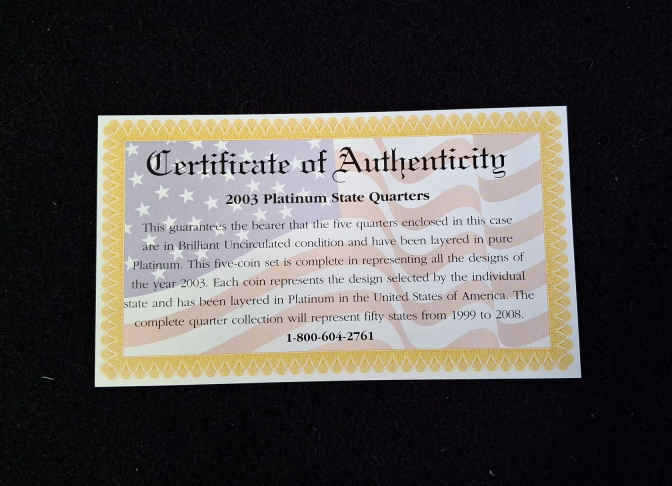 Certificate of Authenticity
2003 Platinum State Quarters
This guarantees the bearer that the five quarters enclosed in this case
are in Brilliant Uncirculated condition and have been layered in pure
Platinum. This five-coin set is complete in representing all the designs of
the year 2003. Each coin represents the design selected by the individual
state and has been layered in Platinum in the United States of America. The
complete quarter collection will represent fifty states from 1999 to 2008.
1-800-604-2761